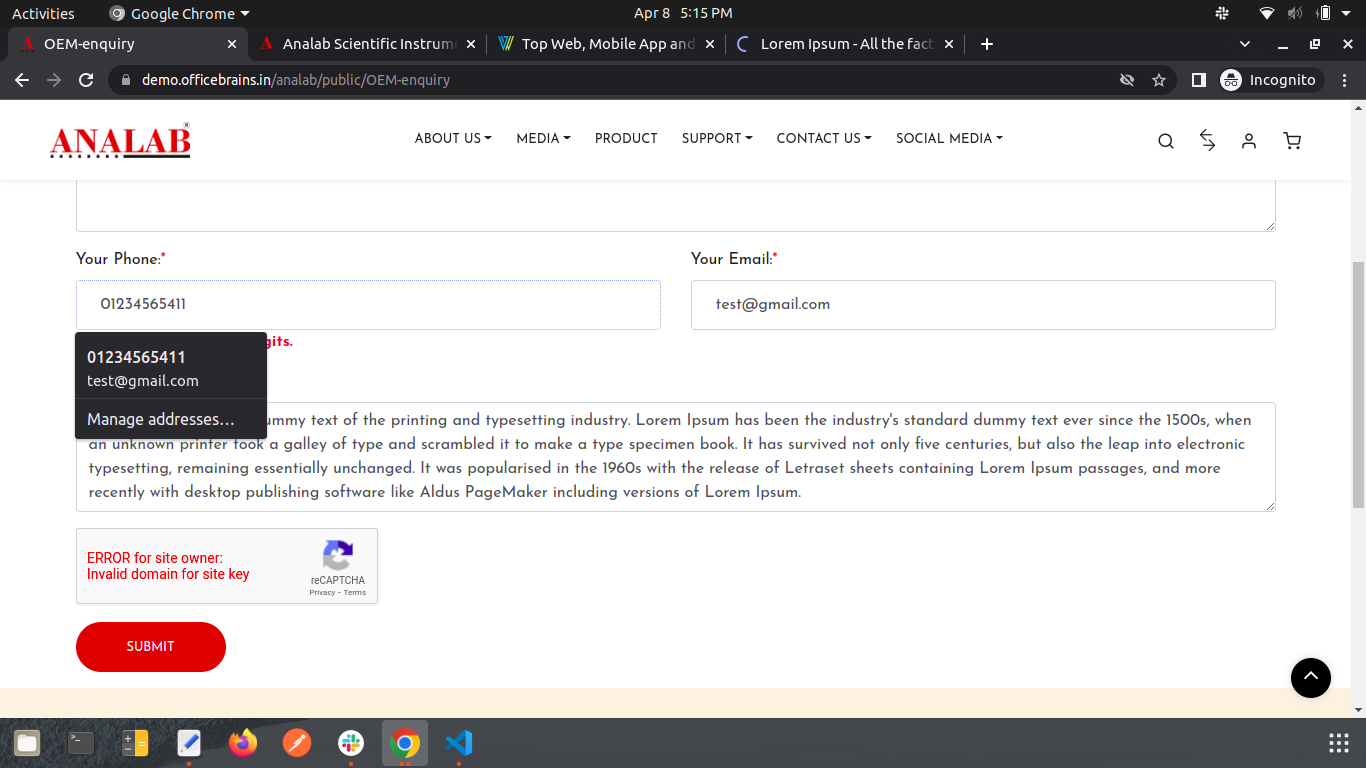 Activities
Google Chrome
Apr 8 5:15 PM
OEM-enquiry
Analab Scientific Instrume
Top Web, Mobile App and
Lorem Ipsum - All the fact
demo.officebrains.in/analab/public/OEM-enquiry
Incognito
ANALAB®
ABOUT US
MEDIA
PRODUCT
SUPPORT
CONTACT US
SOCIAL MEDIA
Your Phone:*
Your Email:*
01234565411
test@gmail.com
gits.
01234565411
test@gmail.com
Manage addresses…
ummy text of the printing and typesetting industry. Lorem Ipsum has been the industry's standard dummy text ever since the 1500s, when
an unknown printer took a galley of type and scrambled it to make a type specimen book. It has survived not only five centuries, but also the leap into electronic
typesetting, remaining essentially unchanged. It was popularised in the 1960s with the release of Letraset sheets containing Lorem Ipsum passages, and more
recently with desktop publishing software like Aldus PageMaker including versions of Lorem Ipsum.
ERROR for site owner:
Invalid domain for site key
reCAPTCHA
Privacy - Terms
SUBMIT